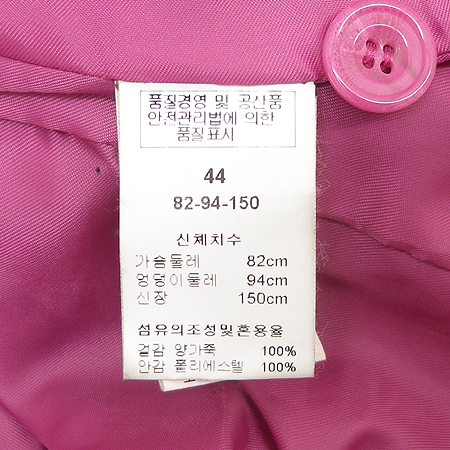 품질경영 및 공산품
안전관리법에 의한
품질표시
44
82-94-150
신체치수
가슴둘레 82cm
엉덩이둘레 94cm
신장 150cm
섬유의조성및혼용율
겉감 양가죽 100%
안감 폴리에스텔 100%